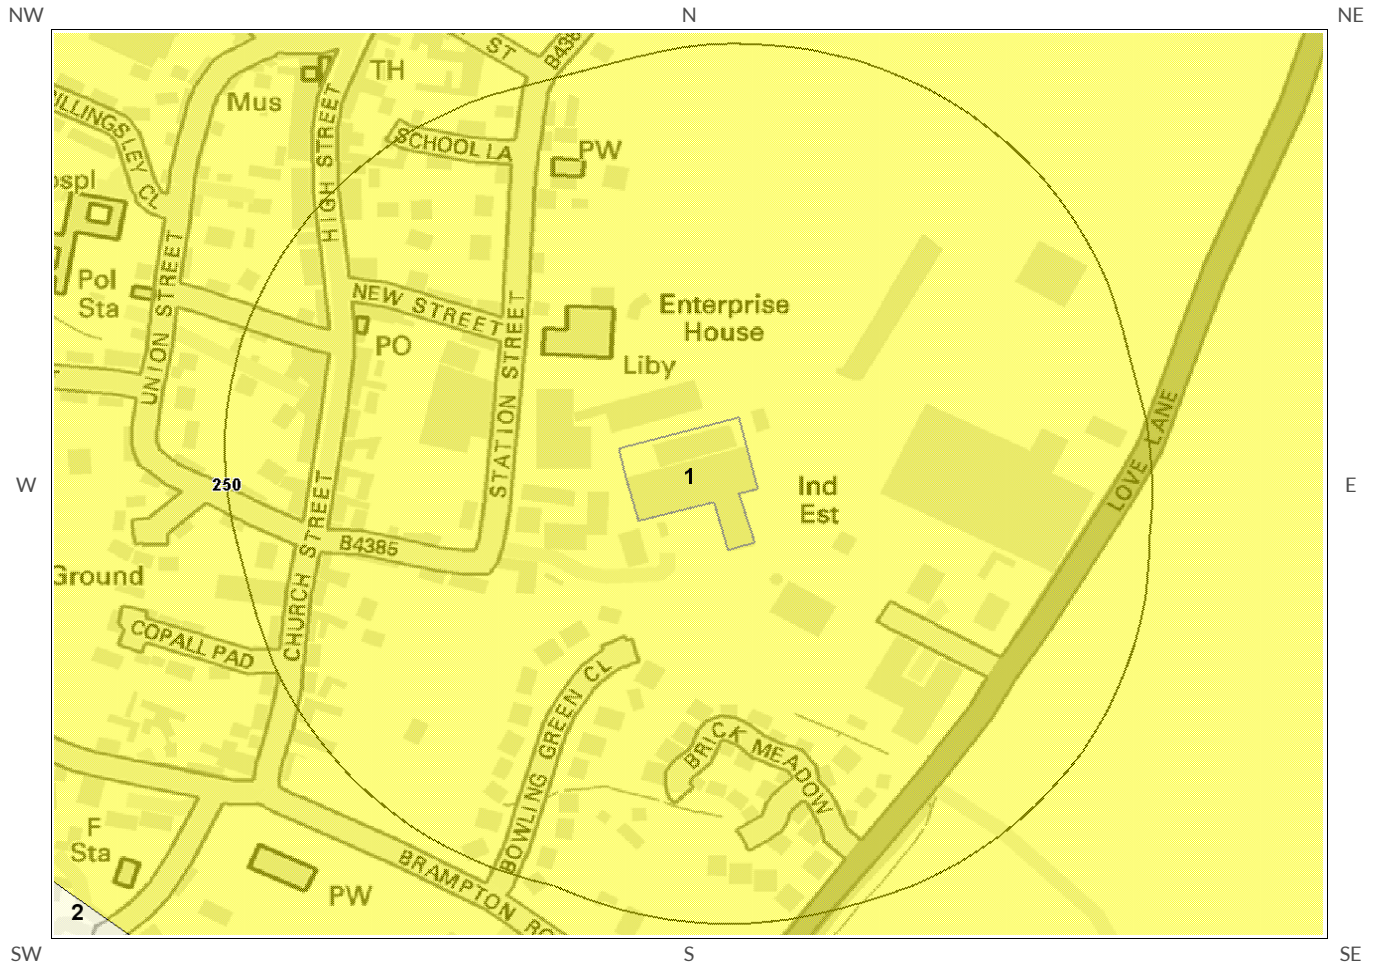 NW
N
NE
ST
B438
TH
Mus
ILLINGSLEY CL
HIGH STREET
SCHOOL LA
PW
ospl
Pol
Sta
UNION STREET
NEW STREET
PO
STATION STREET
Enterprise
House
Liby
LOVE LANE
W
250
1
Ind
Est
E
CHURCH STREET
B4385
Ground
COPALL PAD
BOWLING GREEN CL
BRICK MEADOW
F
Sta
BRAMPTON RO
PW
2
SW
S
SE